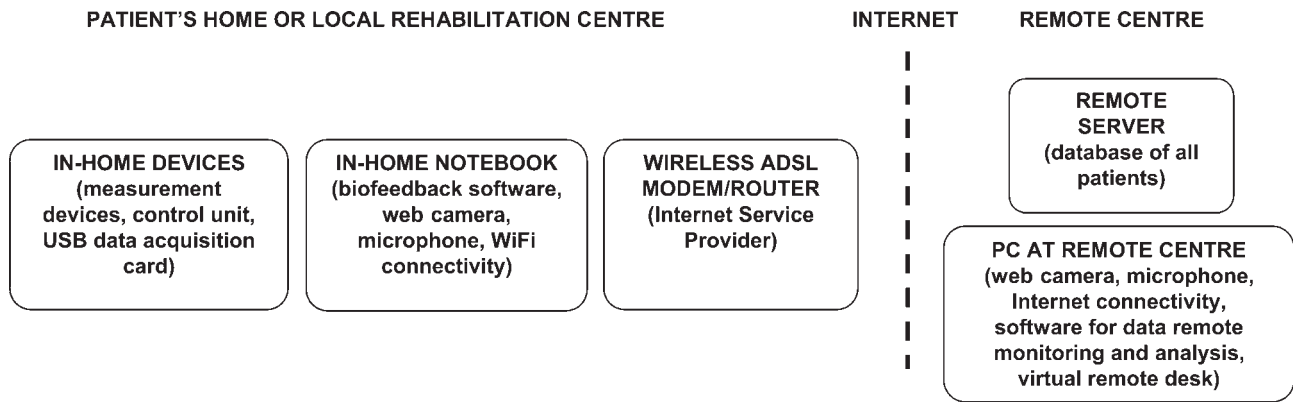 PATIENT'S HOME OR LOCAL REHABILITATION CENTRE
INTERNET
REMOTE CENTRE
IN-HOME DEVICES
(measurement
devices, control unit,
USB data acquisition
card)
IN-HOME NOTEBOOK
(biofeedback software,
web camera,
microphone, WiFi
connectivity)
WIRELESS ADSL
MODEM/ROUTER
(Internet Service
Provider)
REMOTE
SERVER
(database of all
patients)
PC AT REMOTE CENTRE
(web camera, microphone,
Internet connectivity,
software for data remote
monitoring and analysis,
virtual remote desk)